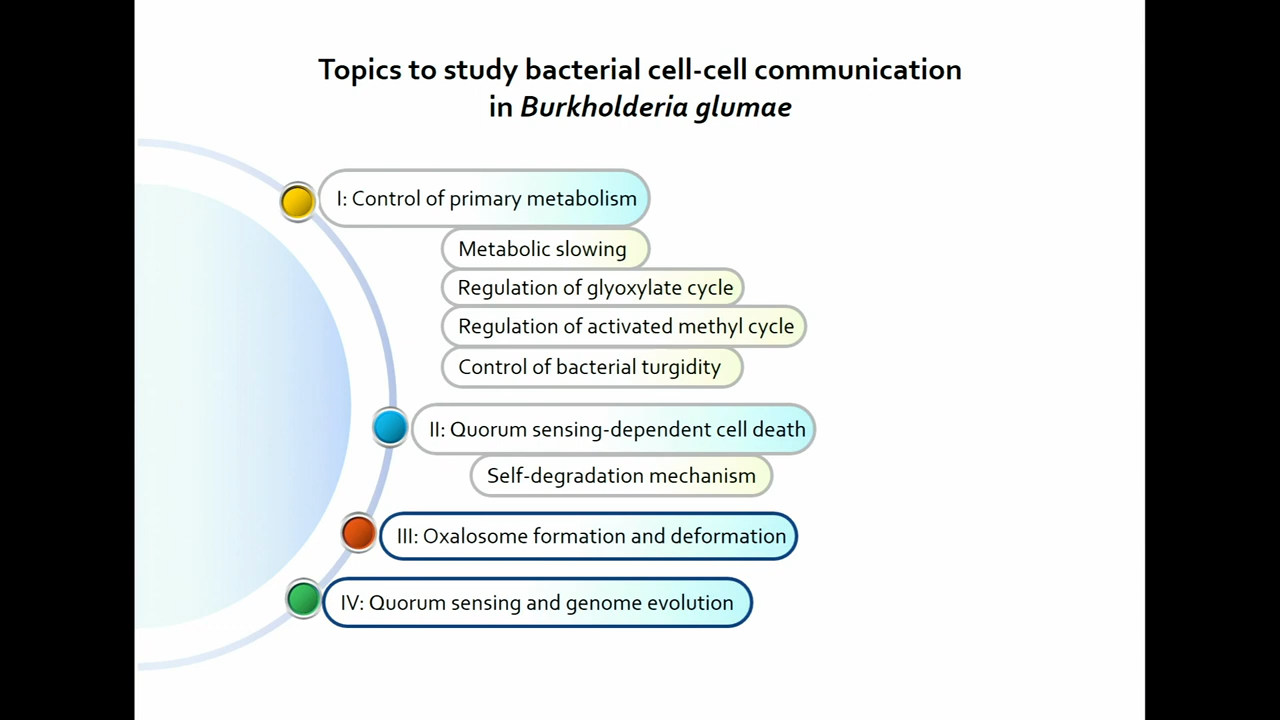 Topics to study bacterial cell-cell communication
in Burkholderia glumae
I: Control of primary metabolism
Metabolic slowing
Regulation of glyoxylate cycle
Regulation of activated methyl cycle
Control of bacterial turgidity
II: Quorum sensing-dependent cell death
Self-degradation mechanism
III: Oxalosome formation and deformation
IV: Quorum sensing and genome evolution